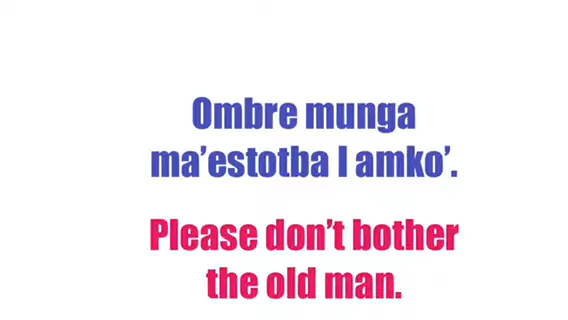 Ombre munga
ma’estotba I amko’.
Please don’t bother
the old man.